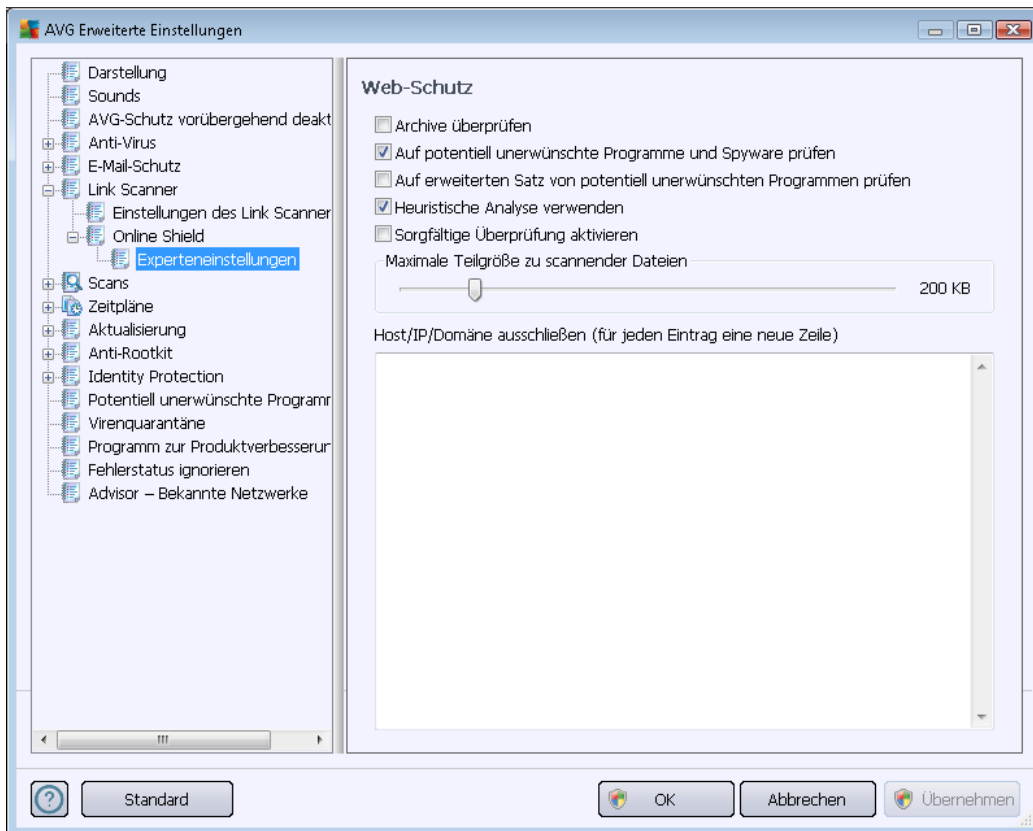 AVG Erweiterte Einstellungen
Darstellung
Sounds
AVG-Schutz vorübergehend deakt
Anti-Virus
E-Mail-Schutz
Link Scanner
Einstellungen des Link Scanner
Online Shield
Experteneinstellungen
Scans
Zeitpläne
Aktualisierung
Anti-Rootkit
Identity Protection
Potentiell unerwünschte Programm
Virenquarantäne
Programm zur Produktverbesserun
Fehlerstatus ignorieren
Advisor – Bekannte Netzwerke
Web-Schutz
Archive überprüfen
Auf potentiell unerwünschte Programme und Spyware prüfen
Auf erweiterten Satz von potentiell unerwünschten Programmen prüfen
Heuristische Analyse verwenden
Sorgfältige Überprüfung aktivieren
Maximale Teilgröße zu scannender Dateien
200 KB
Host/IP/Domäne ausschließen (für jeden Eintrag eine neue Zeile)
?
Standard
OK
Abbrechen
Übernehmen